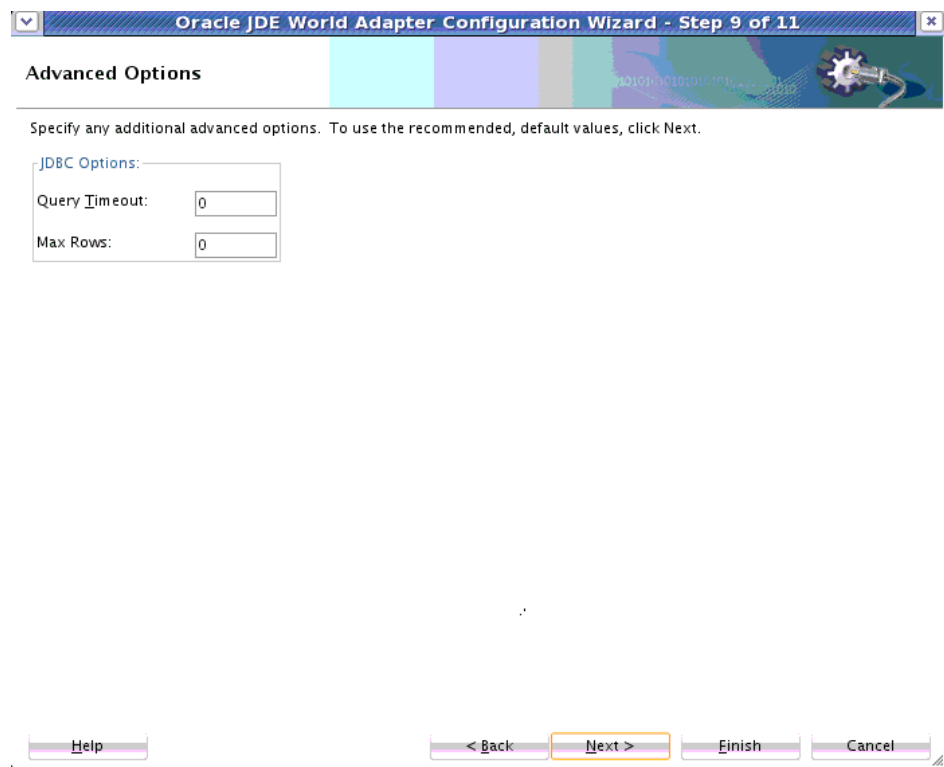 Oracle JDE World Adapter Configuration Wizard - Step 9 of 11
Advanced Options
Specify any additional advanced options. To use the recommended, default values, click Next.
JDBC Options:
Query Timeout: 0
Max Rows: 0
Help < Back Next > Finish Cancel